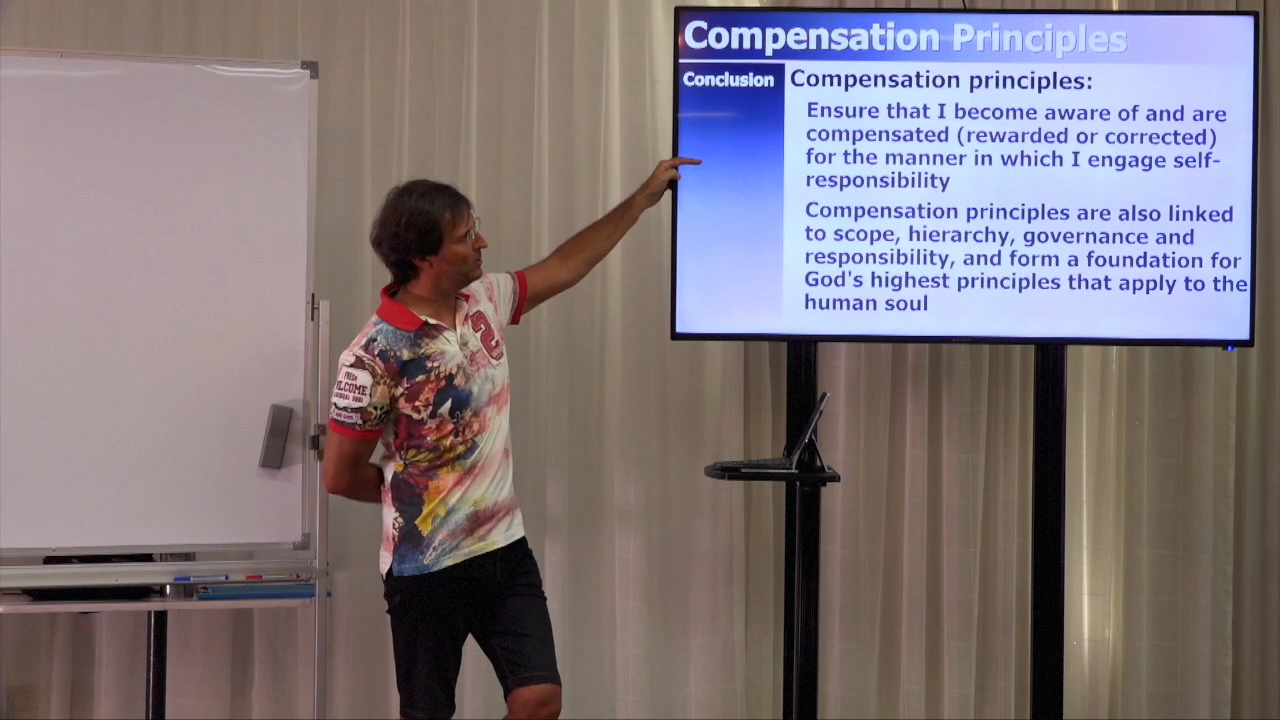 Compensation Principles
Conclusion
Compensation principles:
Ensure that I become aware of and are
compensated (rewarded or corrected)
for the manner in which I engage self-
responsibility
Compensation principles are also linked
to scope, hierarchy, governance and
responsibility, and form a foundation for
God's highest principles that apply to the
human soul
2